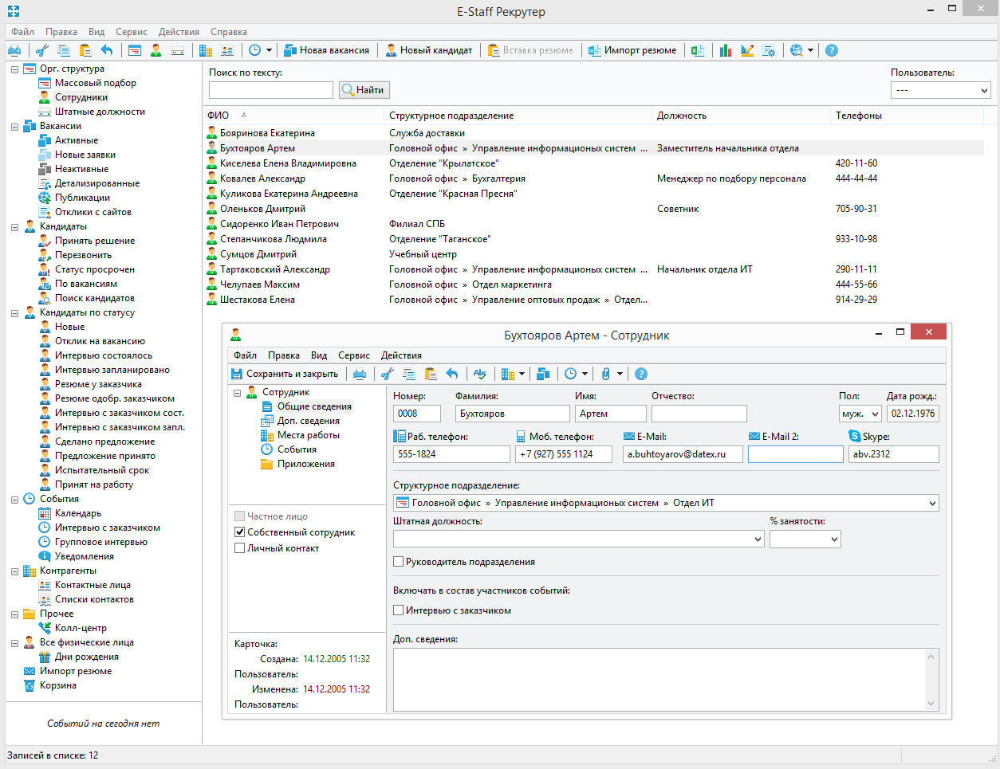 E-Staff Рекрутер
Файл Правка Вид Сервис Действия Справка
Новая вакансия Новый кандидат Вставка резюме Импорт резюме
Орг. структура
Массовый подбор
Сотрудники
Штатные должности
Вакансии
Активные
Новые заявки
Неактивные
Детализированные
Публикации
Отклики с сайтов
Кандидаты
Принять решение
Перезвонить
Статус просрочен
По вакансиям
Поиск кандидатов
Кандидаты по статусу
Новые
Отклик на вакансию
Интервью состоялось
Интервью запланировано
Резюме у заказчика
Резюме одобр. заказчиком
Интервью с заказчиком сост.
Интервью с заказчиком запл.
Сделано предложение
Предложение принято
Испытательный срок
Принят на работу
События
Календарь
Интервью с заказчиком
Групповое интервью
Уведомления
Контрагенты
Контактные лица
Списки контактов
Прочее
Колл-центр
Все физические лица
Дни рождения
Импорт резюме
Корзина
Событий на сегодня нет
Записей в списке: 12
Поиск по тексту: Пользователь:
Найти ---
ФИО Структурное подразделение Должность Телефоны
Бояринова Екатерина Служба доставки
Бухтояров Артем Головной офис » Управление информационых систем ... Заместитель начальника отдела
Киселева Елена Владимировна Отделение "Крылатское" 420-11-60
Ковалев Александр Головной офис » Бухгалтерия Менеджер по подбору персонала 444-44-44
Куликова Екатерина Андреевна Отделение "Красная Пресня"
Оленьков Дмитрий Советник 705-90-31
Сидоренко Иван Петрович Филиал СПБ
Степанчикова Людмила Отделение "Таганское" 933-10-98
Сумцов Дмитрий Учебный центр
Тартаковский Александр Головной офис » Управление информационых систем ... Начальник отдела ИТ 290-11-11
Челупаев Максим Головной офис » Отдел маркетинга 444-55-66
Шестакова Елена Головной офис » Управление оптовых продаж » Отдел... 914-29-29
Бухтояров Артем - Сотрудник
Файл Правка Вид Сервис Действия
Сохранить и закрыть Abc
Сотрудник
Общие сведения
Доп. сведения
Места работы
События
Приложения
Частное лицо
Собственный сотрудник
Личный контакт
Карточка:
Создана: 14.12.2005 11:32
Пользователь:
Изменена: 14.12.2005 11:32
Пользователь:
Номер: Фамилия: Имя: Отчество: Пол: Дата рожд.:
0008 Бухтояров Артем муж. 02.12.1976
Раб. телефон: Моб. телефон: E-Mail: E-Mail 2: Skype:
555-1824 +7 (927) 555 1124 a.buhtoyarov@datex.ru abv.2312
Структурное подразделение:
Головной офис » Управление информационых систем » Отдел ИТ
Штатная должность: % занятости:
Руководитель подразделения
Включать в состав участников событий:
Интервью с заказчиком
Доп. сведения: